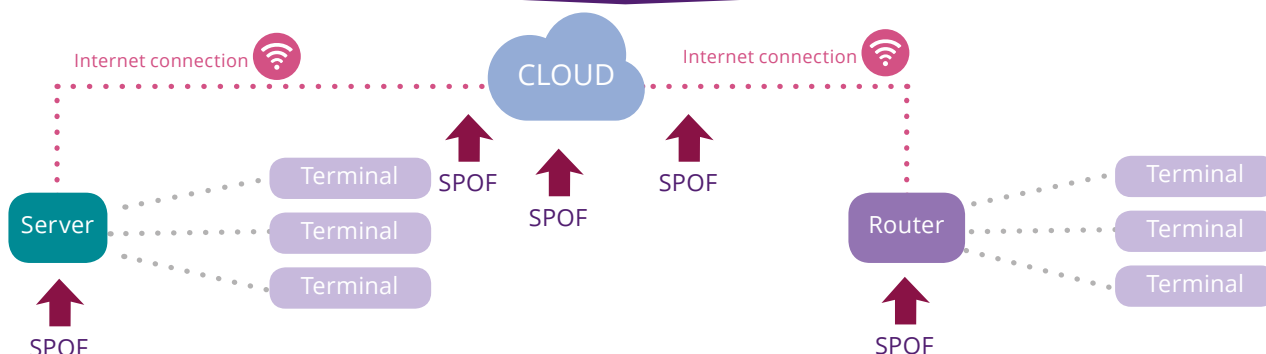 Internet connection
Internet connection
CLOUD
SPOF
SPOF
SPOF
Server
Terminal
Terminal
Terminal
Router
Terminal
Terminal
Terminal
SPOF
SPOF